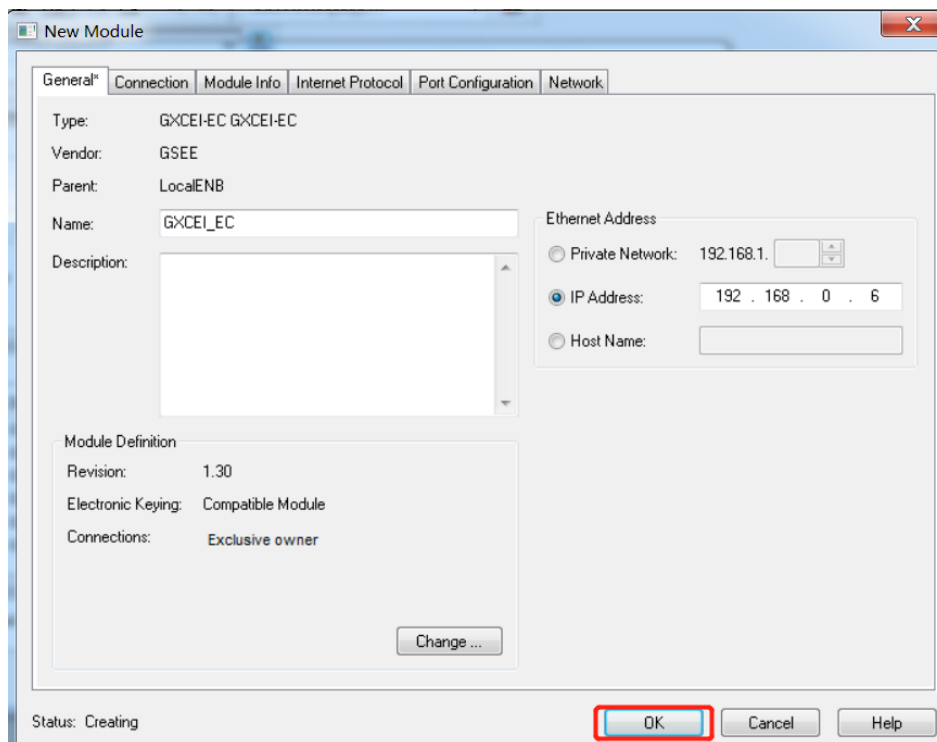 New Module
General* Connection Module Info Internet Protocol Port Configuration Network
Type: GXCEI-EC GXCEI-EC
Vendor: GSEE
Parent: LocalENB
Name: GXCEI_EC
Description:
Ethernet Address
Private Network: 192.168.1.
IP Address: 192 . 168 . 0 . 6
Host Name:
Module Definition
Revision: 1.30
Electronic Keying: Compatible Module
Connections: Exclusive owner
Change ...
Status: Creating
OK Cancel Help